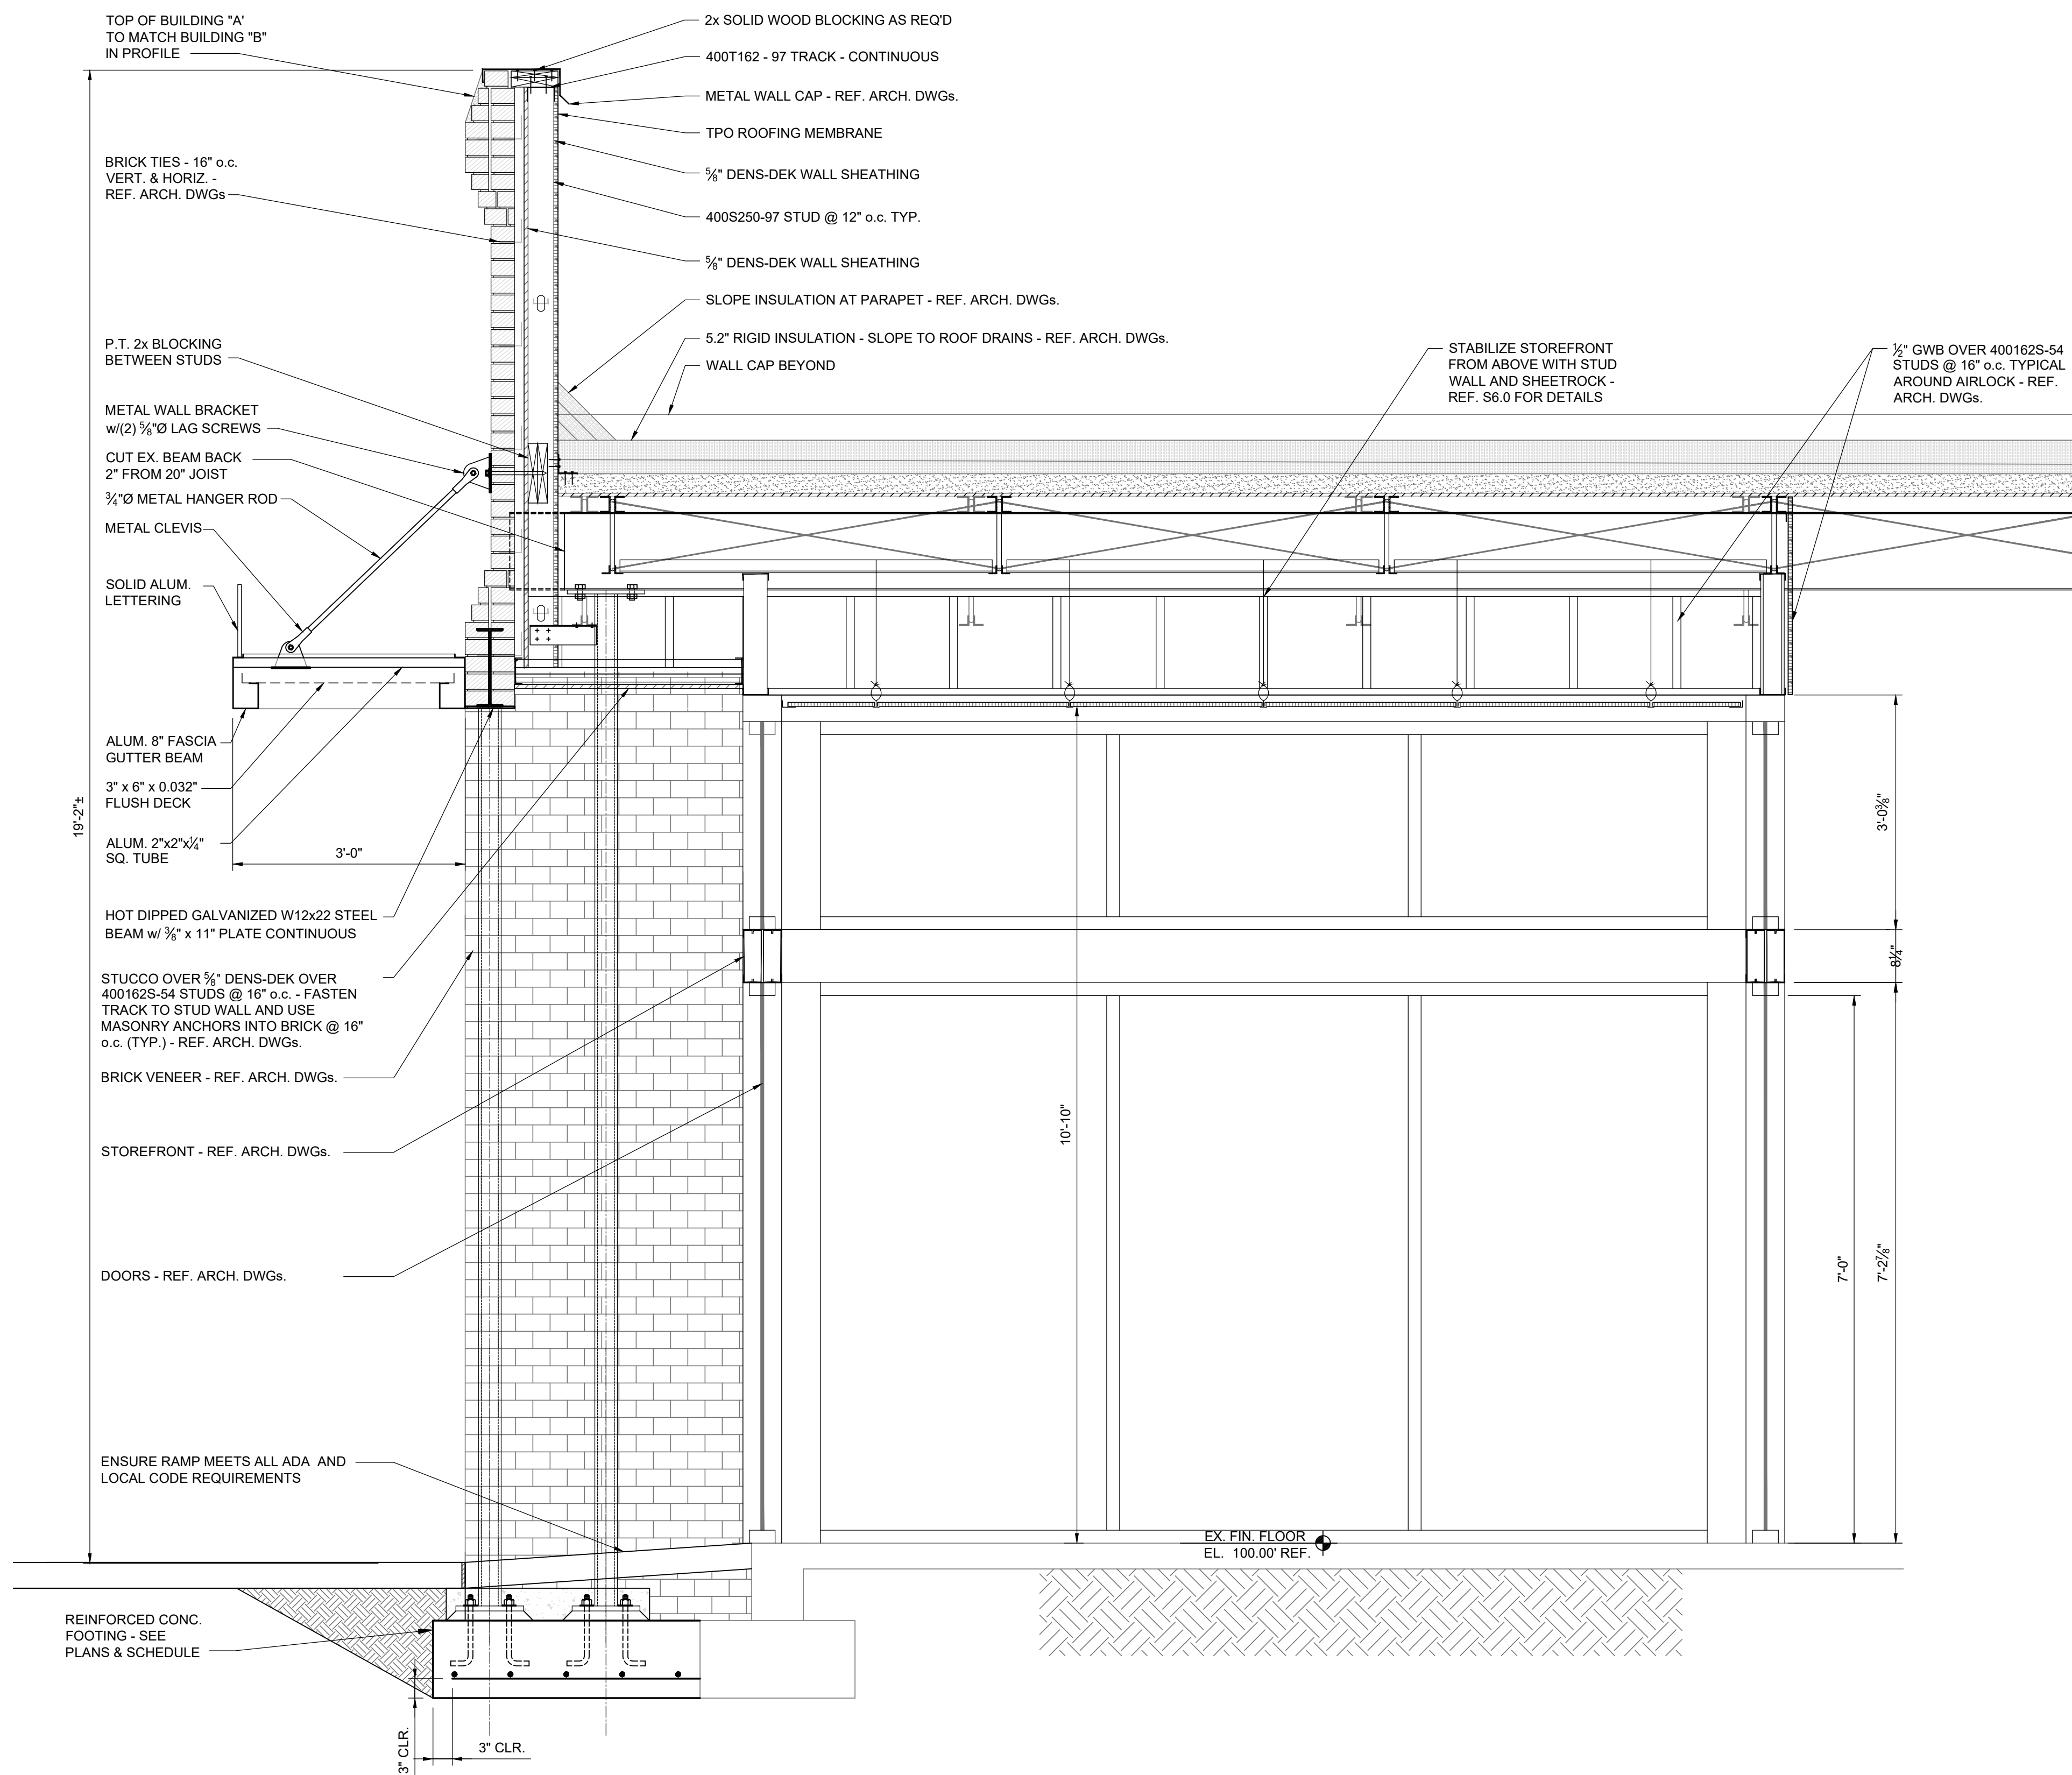 TOP OF BUILDING "A'
TO MATCH BUILDING "B"
IN PROFILE
BRICK TIES - 16" o.c.
VERT. & HORIZ. -
REF. ARCH. DWGs
P.T. 2x BLOCKING
BETWEEN STUDS
METAL WALL BRACKET
w/(2) ⅝"Ø LAG SCREWS
CUT EX. BEAM BACK
2" FROM 20" JOIST
¾"Ø METAL HANGER ROD
METAL CLEVIS
SOLID ALUM.
LETTERING
ALUM. 8" FASCIA
GUTTER BEAM
3" x 6" x 0.032"
FLUSH DECK
ALUM. 2"x2"x¼"
SQ. TUBE
19'-2"±
3'-0"
HOT DIPPED GALVANIZED W12x22 STEEL
BEAM w/ ⅜" x 11" PLATE CONTINUOUS
STUCCO OVER ⅝" DENS-DEK OVER
400162S-54 STUDS @ 16" o.c. - FASTEN
TRACK TO STUD WALL AND USE
MASONRY ANCHORS INTO BRICK @ 16"
o.c. (TYP.) - REF. ARCH. DWGs.
BRICK VENEER - REF. ARCH. DWGs.
STOREFRONT - REF. ARCH. DWGs.
DOORS - REF. ARCH. DWGs.
ENSURE RAMP MEETS ALL ADA AND
LOCAL CODE REQUIREMENTS
REINFORCED CONC.
FOOTING - SEE
PLANS & SCHEDULE
3" CLR.
3" CLR.
2x SOLID WOOD BLOCKING AS REQ'D
400T162 - 97 TRACK - CONTINUOUS
METAL WALL CAP - REF. ARCH. DWGs.
TPO ROOFING MEMBRANE
⅝" DENS-DEK WALL SHEATHING
400S250-97 STUD @ 12" o.c. TYP.
⅝" DENS-DEK WALL SHEATHING
SLOPE INSULATION AT PARAPET - REF. ARCH. DWGs.
5.2" RIGID INSULATION - SLOPE TO ROOF DRAINS - REF. ARCH. DWGs.
WALL CAP BEYOND
STABILIZE STOREFRONT
FROM ABOVE WITH STUD
WALL AND SHEETROCK -
REF. S6.0 FOR DETAILS
½" GWB OVER 400162S-54
STUDS @ 16" o.c. TYPICAL
AROUND AIRLOCK - REF.
ARCH. DWGs.
10'-10"
3'-0⅜"
8¼"
7'-0"
7'-2⅞"
EX. FIN. FLOOR
EL. 100.00' REF.